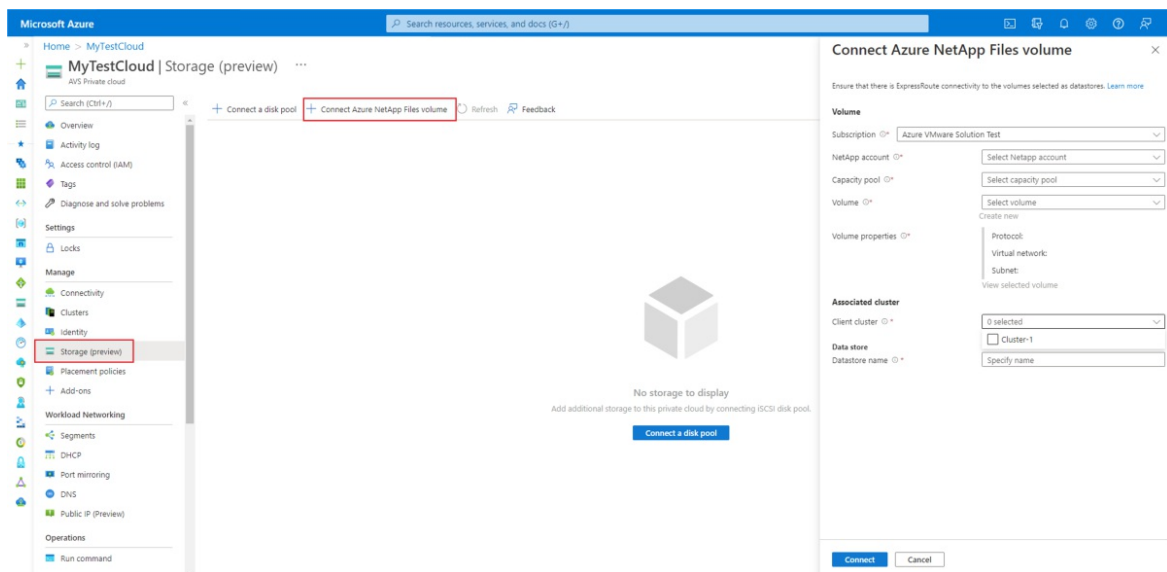 Microsoft Azure
Search resources, services, and docs (G+/)
Home > MyTestCloud
MyTestCloud | Storage (preview) ...
AVS Private cloud
Search (Ctrl+/)
Overview
Activity log
Access control (IAM)
Tags
Diagnose and solve problems
Settings
Locks
Manage
Connectivity
Clusters
Identity
Storage (preview)
Placement policies
Add-ons
Workload Networking
Segments
DHCP
Port mirroring
DNS
Public IP (Preview)
Operations
Run command
+ Connect a disk pool + Connect Azure NetApp Files volume Refresh Feedback
No storage to display
Add additional storage to this private cloud by connecting iSCSI disk pool.
Connect a disk pool
Connect Azure NetApp Files volume
Ensure that there is ExpressRoute connectivity to the volumes selected as datastores. Learn more
Volume
Subscription * Azure VMware Solution Test
NetApp account * Select Netapp account
Capacity pool * Select capacity pool
Volume * Select volume
Create new
Volume properties * Protocol:
Virtual network:
Subnet:
View selected volume
Associated cluster
Client cluster * 0 selected
Cluster-1
Data store
Datastore name * Specify name
Connect Cancel